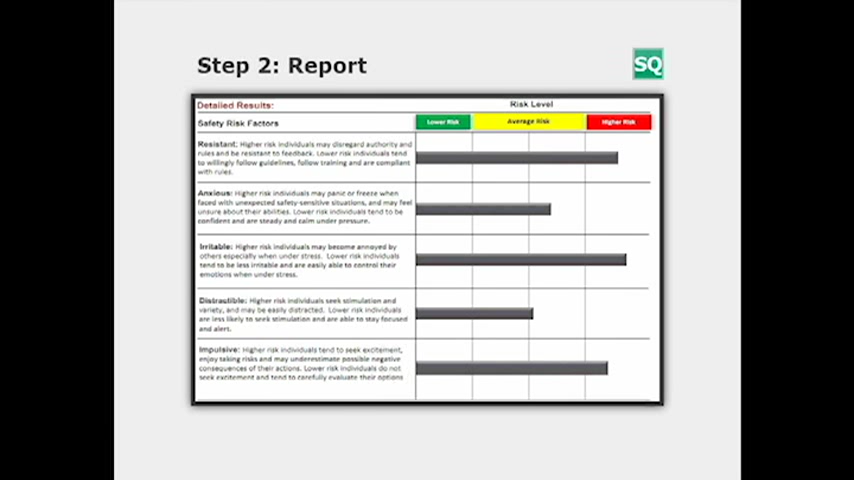 Step 2: Report
SQ
Detailed Results:
Risk Level
Safety Risk Factors
Lower Risk
Average Risk
Higher Risk
Resistant: Higher risk individuals may disregard authority and
rules and be resistant to feedback. Lower risk individuals tend
to willingly follow guidelines, follow training and are compliant
with rules.
Anxious: Higher risk individuals may panic or freeze when
faced with unexpected safety-sensitive situations, and may feel
unsure about their abilities. Lower risk individuals tend to be
confident and are steady and calm under pressure.
Irritable: Higher risk individuals may become annoyed by
others especially when under stress. Lower risk individuals
tend to be less irritable and are easily able to control their
emotions when under stress.
Distractible: Higher risk individuals seek stimulation and
variety, and may be easily distracted. Lower risk individuals
are less likely to seek stimulation and are able to stay focused
and alert.
Impulsive: Higher risk individuals tend to seek excitement,
enjoy taking risks and may underestimate possible negative
consequences of their actions. Lower risk individuals do not
seek excitement and tend to carefully evaluate their options